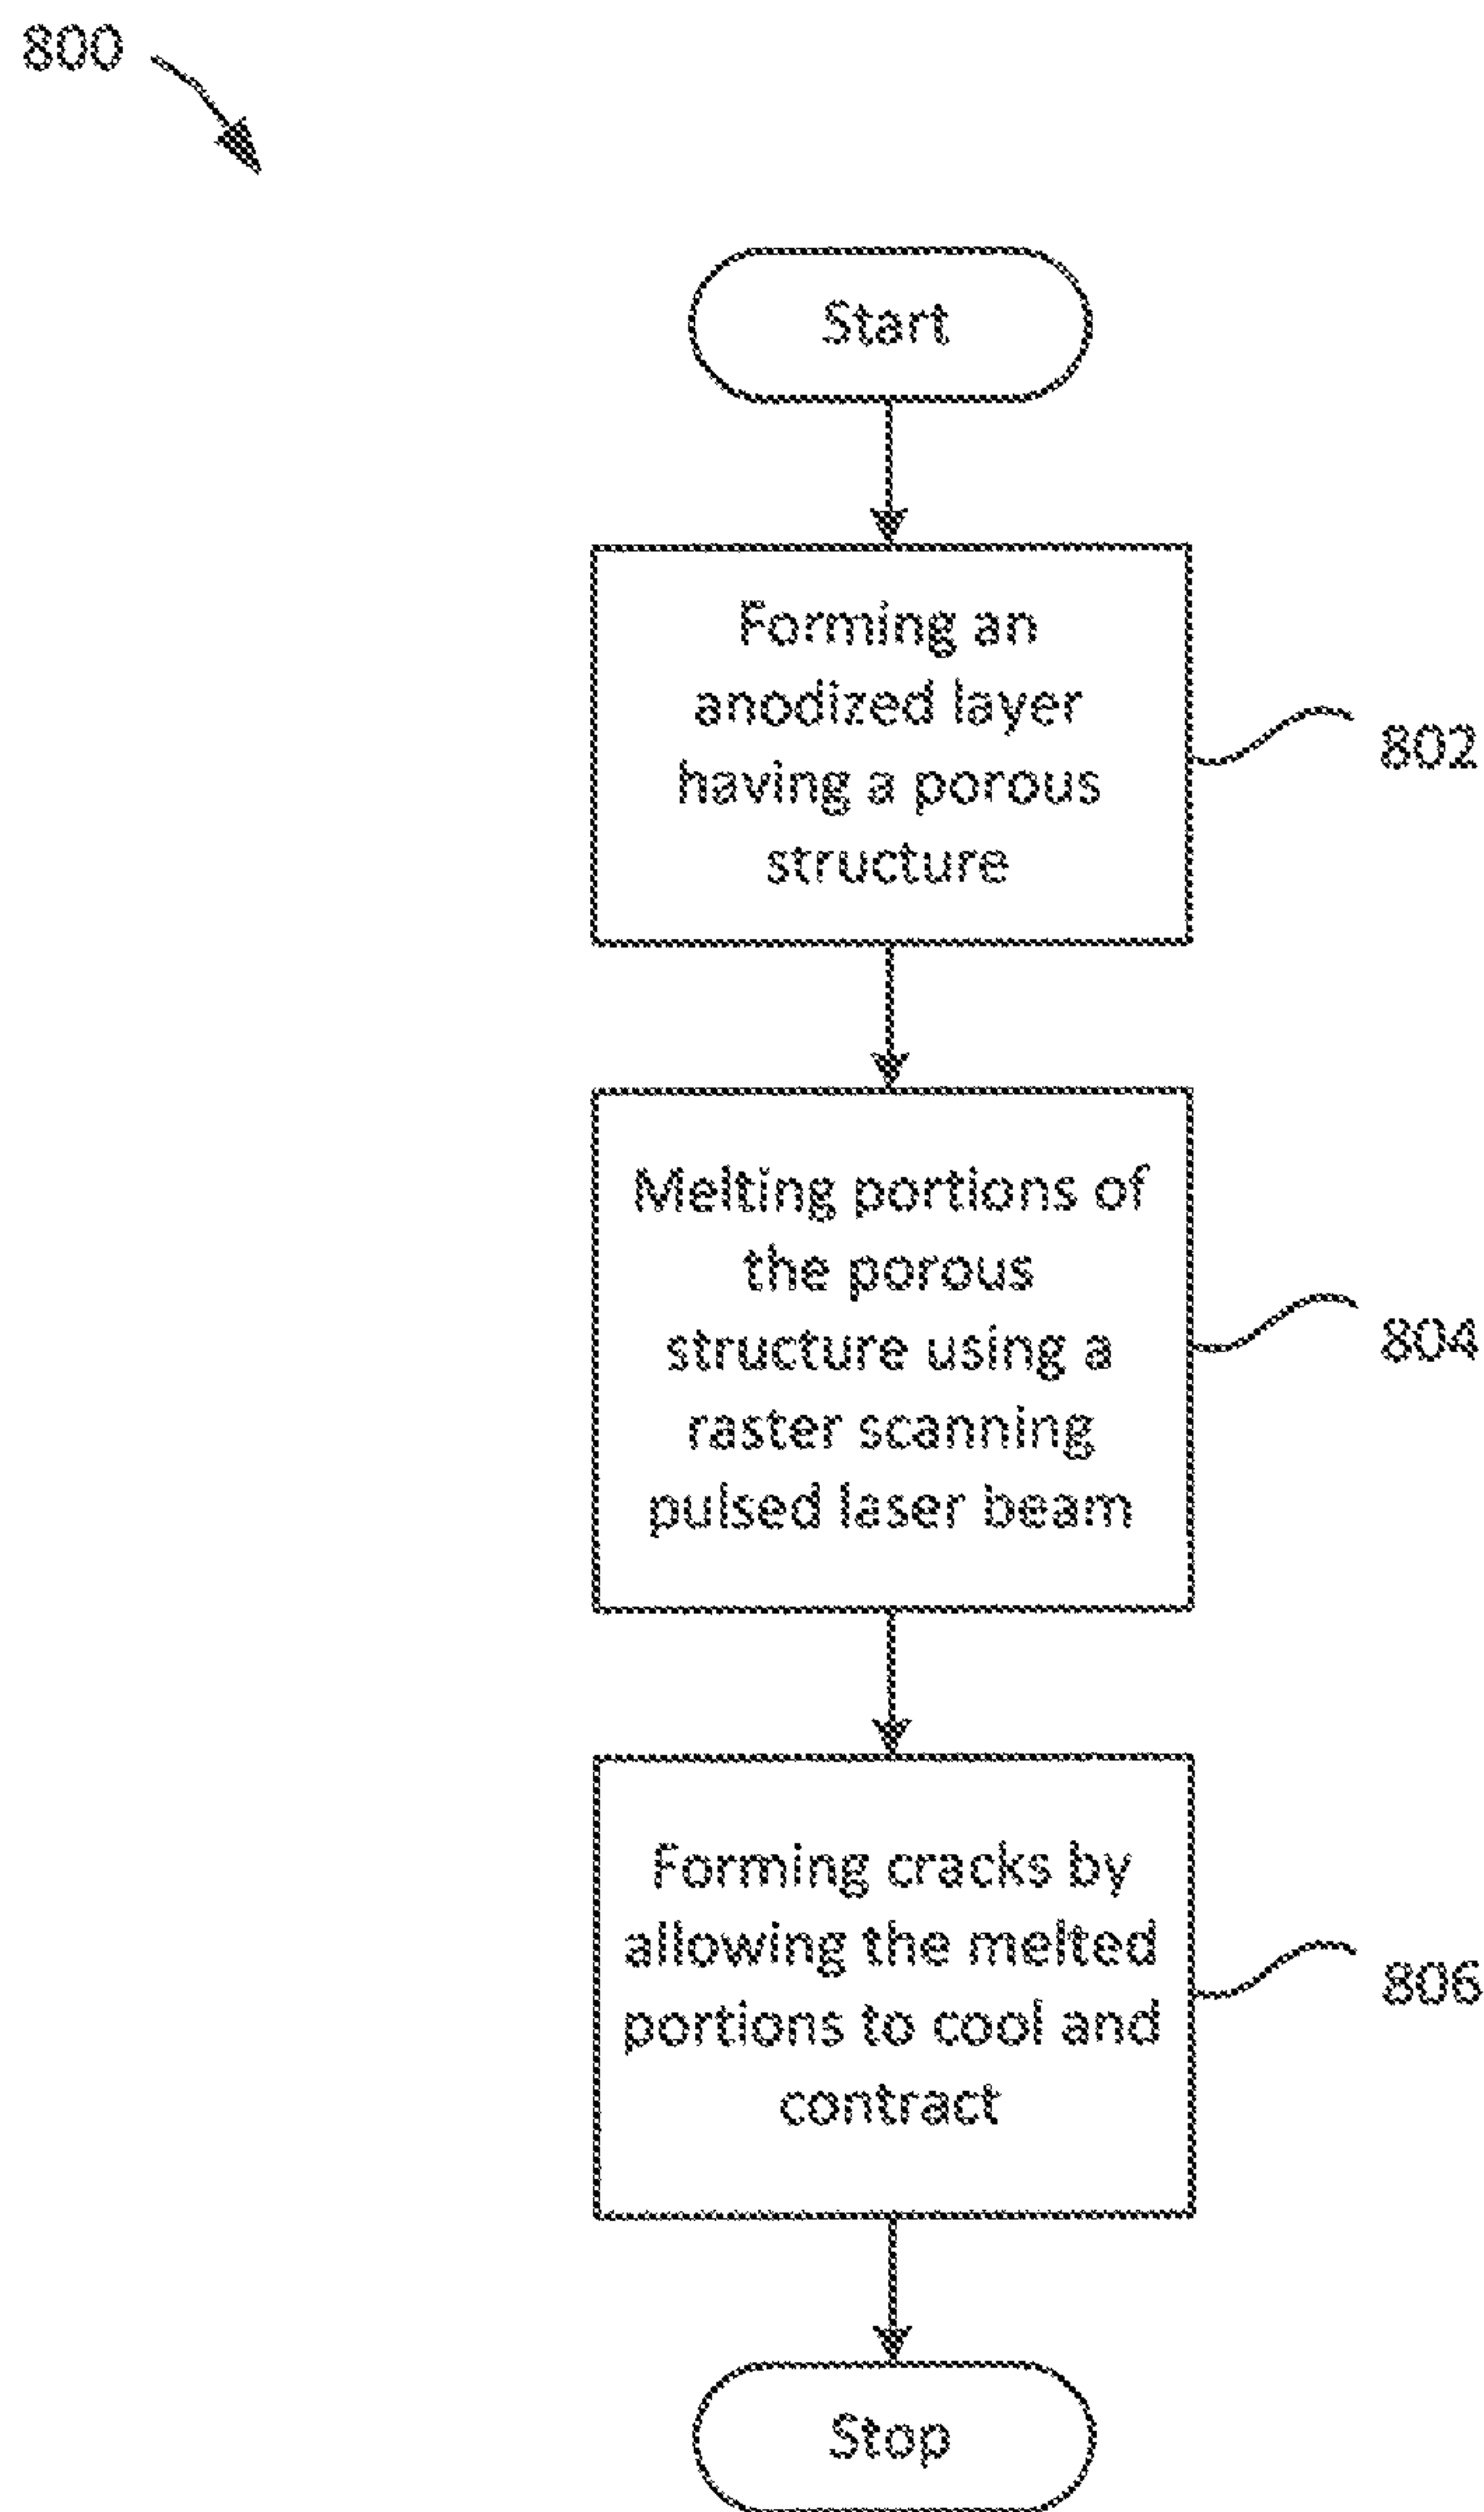 800
Start
Forming an
anodized layer
having a porous
structure
802
Melting portions of
the porous
structure using a
raster scanning
pulsed laser beam
804
Forming cracks by
allowing the melted
portions to cool and
contract
806
Stop